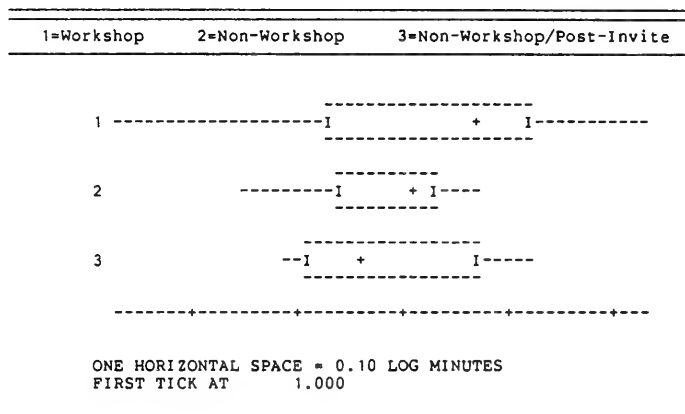 1=Workshop 2=Non-Workshop 3=Non-Workshop/Post-Invite
--------------------
1 --------------------I + I-----------
--------------------
----------
2 ---------I + I----
----------
-----------------
3 --I + I-----
-----------------
-------+---------+---------+---------+---------+---
ONE HORIZONTAL SPACE = 0.10 LOG MINUTES
FIRST TICK AT 1.000